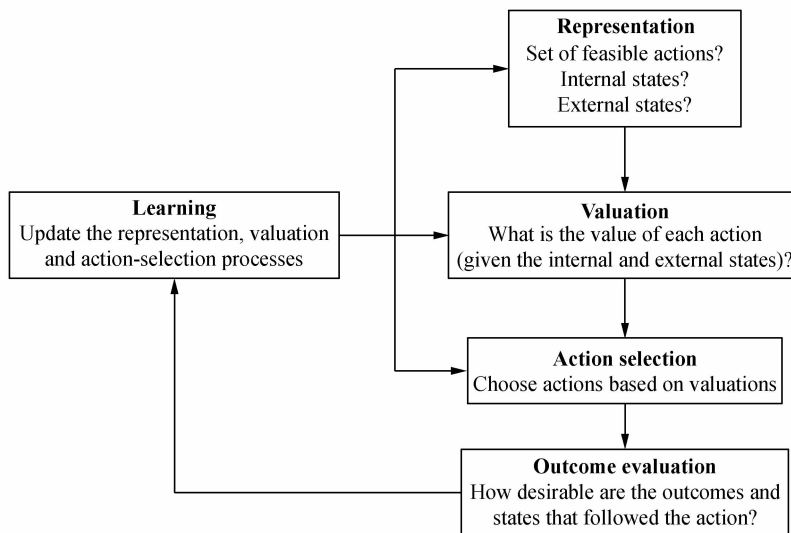 Representation
Set of feasible actions?
Internal states?
External states?
Learning
Update the representation, valuation
and action-selection processes
Valuation
What is the value of each action
(given the internal and external states)?
Action selection
Choose actions based on valuations
Outcome evaluation
How desirable are the outcomes and
states that followed the action?